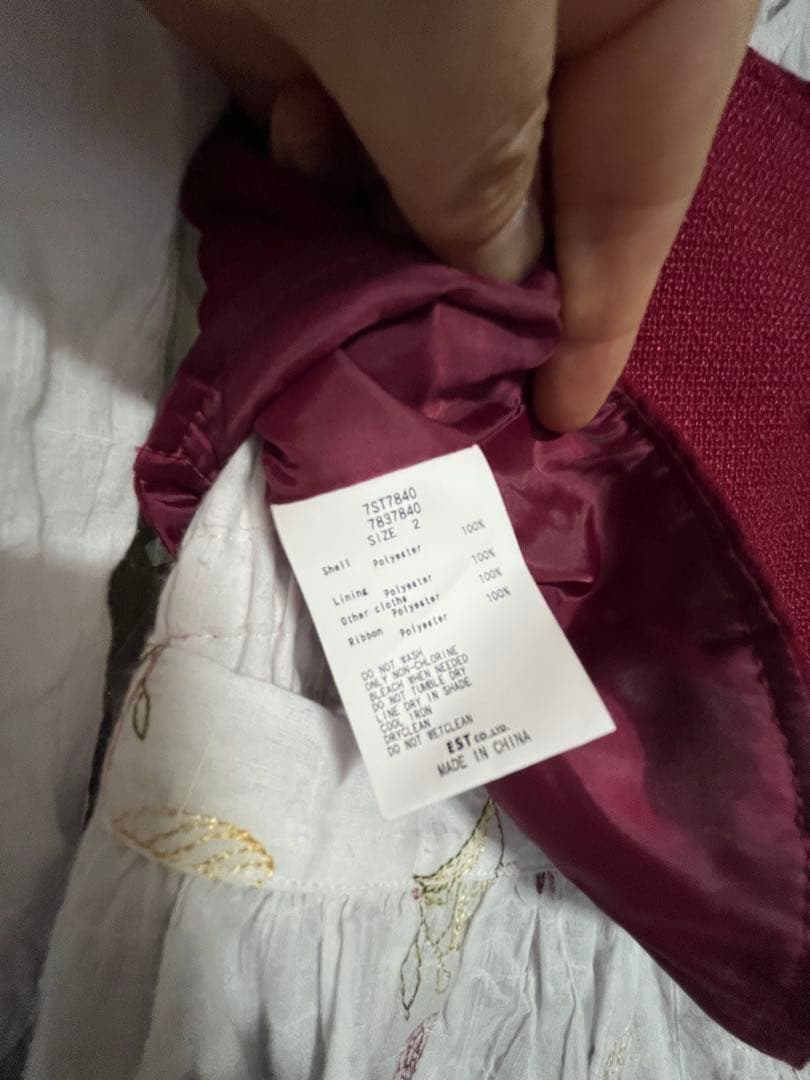 7ST7840
7837840
SIZE 2
Shell Polyester 100%
Lining Polyester 100%
Other cloths Polyester 100%
Ribbon Polyester 100%
DO NOT WASH
ONLY NON-CHLORINE
BLEACH WHEN NEEDED
DO NOT TUMBLE DRY
LINE DRY IN SHADE
COOL IRON
DRYCLEAN
DO NOT WETCLEAN
EST CO.,LTD.
MADE IN CHINA